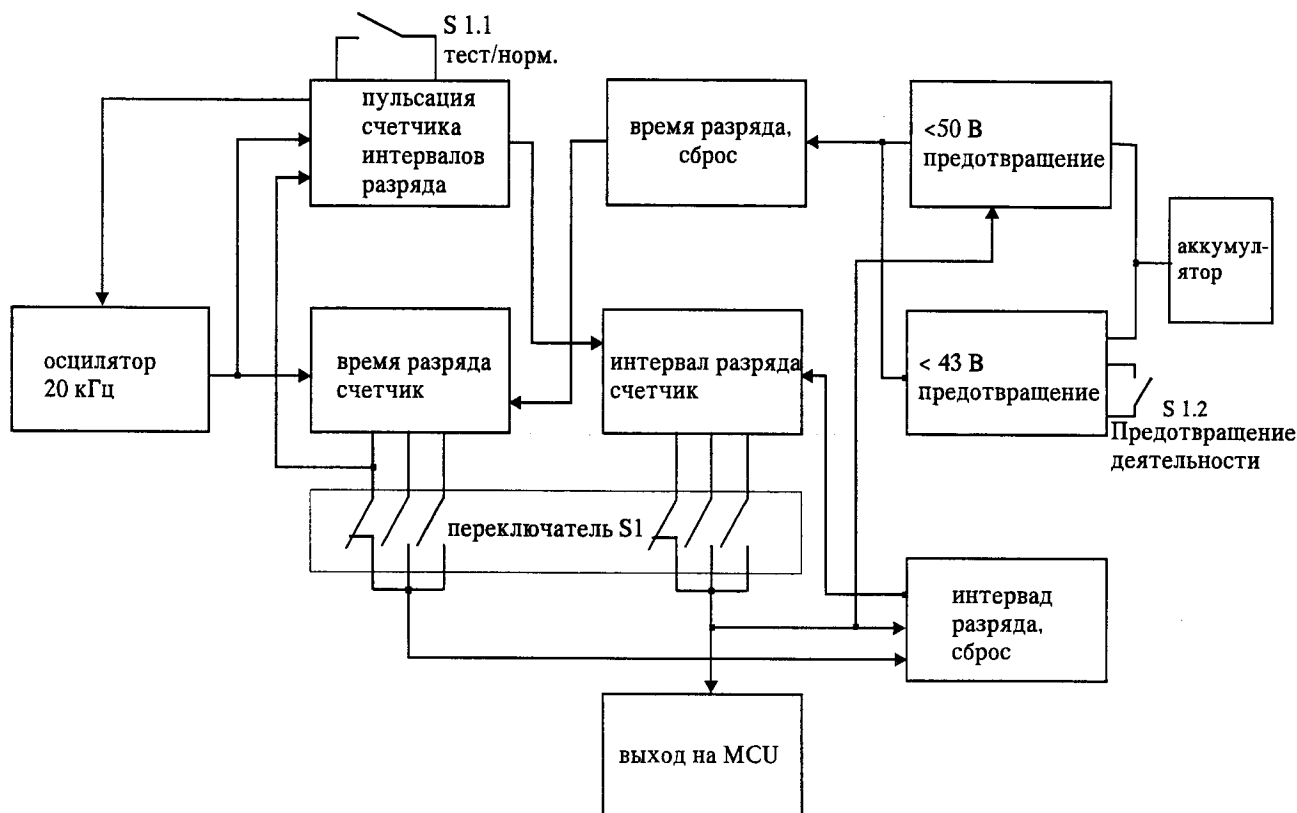 S 1.1
тест/норм.
пульсация
счетчика
интервалов
разряда
время разряда,
сброс
<50 В
предотвращение
аккумул-
ятор
осцилятор
20 кГц
время разряда
счетчик
интервал разряда
счетчик
< 43 В
предотвращение
S 1.2
Предотвращение
деятельности
переключатель S1
интервад
разряда,
сброс
выход на MCU